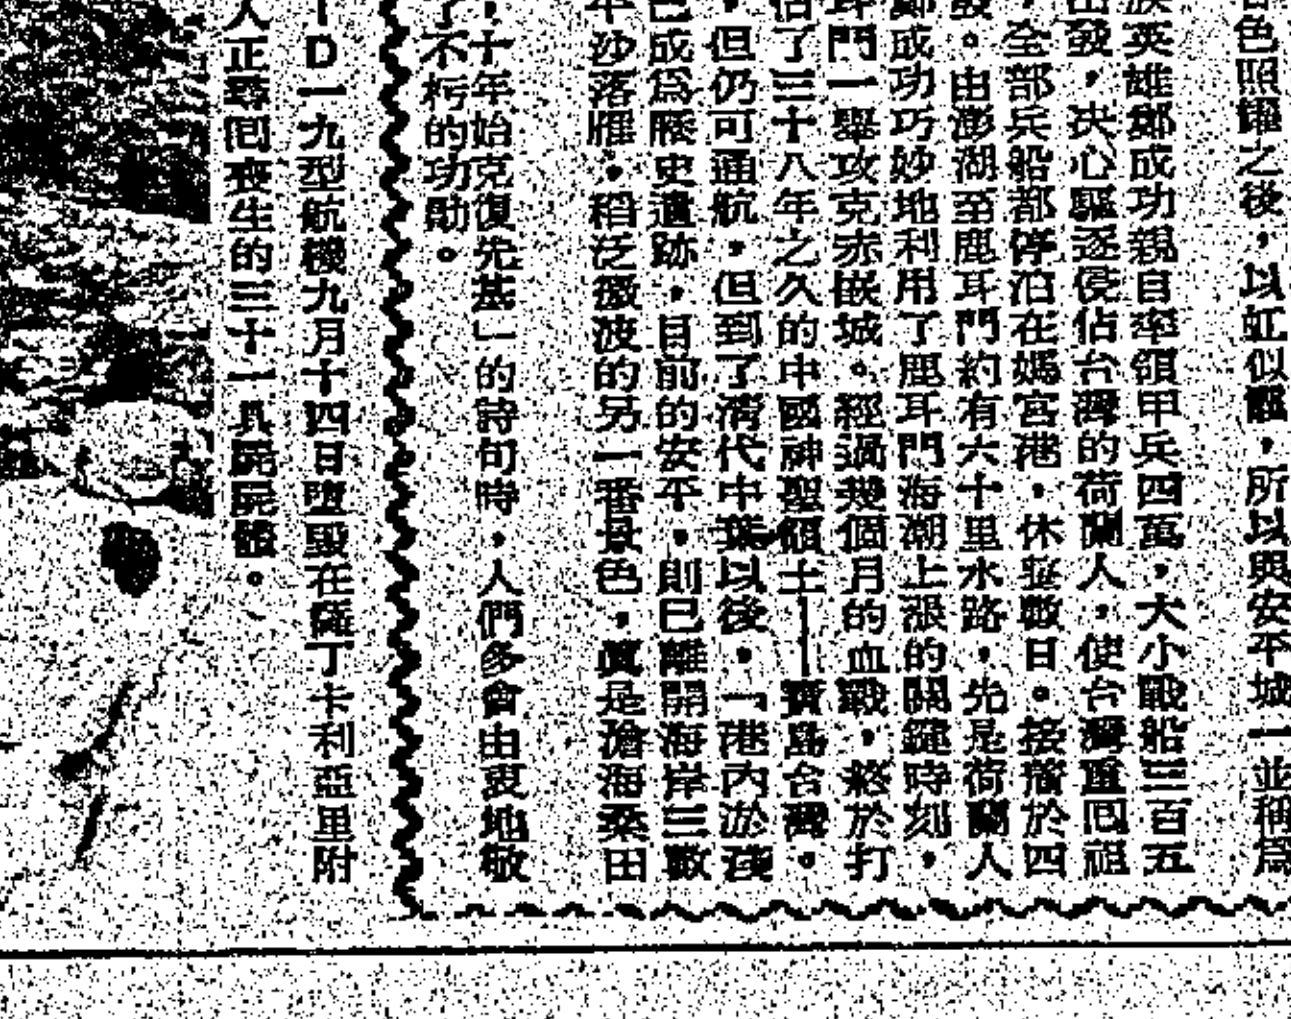 色照耀之後，以虹似霞，所以與安平城一並稱爲
族英雄鄭成功親自率領甲兵四萬，大小戰船三百五
出發，決心驅逐侵佔台灣的荷蘭人，使台灣重囘祖
，全部兵船都停泊在媽宮港，休茲數日。接着於四
發。由澎湖至鹿耳門約有六十里水路，先是荷蘭人
鄭成功巧妙地利用了鹿耳門海潮上漲的關鍵時刻，
耳門一舉攻克赤嵌城。經過幾個月的血戰，終於打
佔了三十八年之久的中國神聖領土——寶島台灣。
，但仍可通航，但到了淸代中葉以後，「港內淤淺
已成爲歷史遺跡，目前的安平，則已離開海岸三數
平沙落雁，稻泛微波的另一番景色，眞是滄海桑田
，十年始克復先基」的詩句時，人們多會由衷地敬
了不朽的功勛。
D一九型航機九月十四日墮毀在薩丁卡利亞里附
人正尋囘喪生的三十一具屍體。